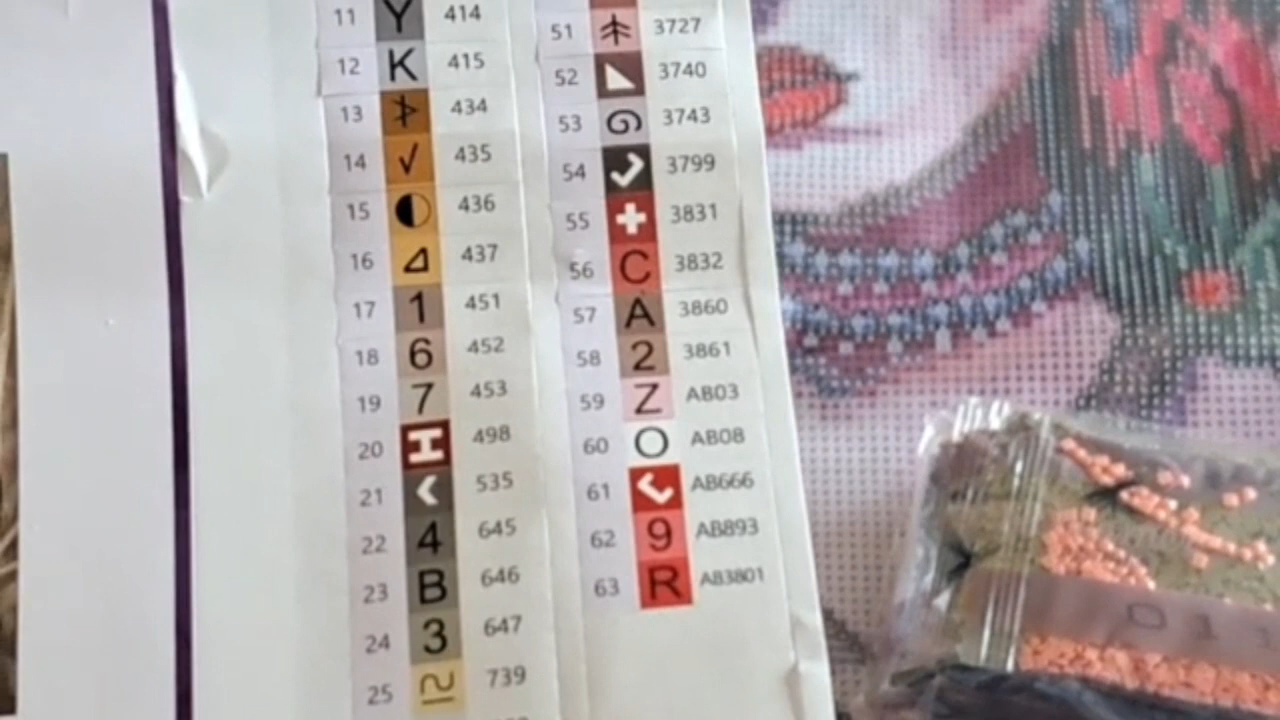 11 Y 414
12 K 415
13 434
14 √ 435
15 436
16 437
17 1 451
18 6 452
19 7 453
20 I 498
21 535
22 4 645
23 B 646
24 3 647
25 739
51 3727
52 3740
53 3743
54 3799
55 3831
56 C 3832
57 A 3860
58 2 3861
59 Z AB03
60 O AB08
61 AB666
62 9 AB893
63 R AB3801
011